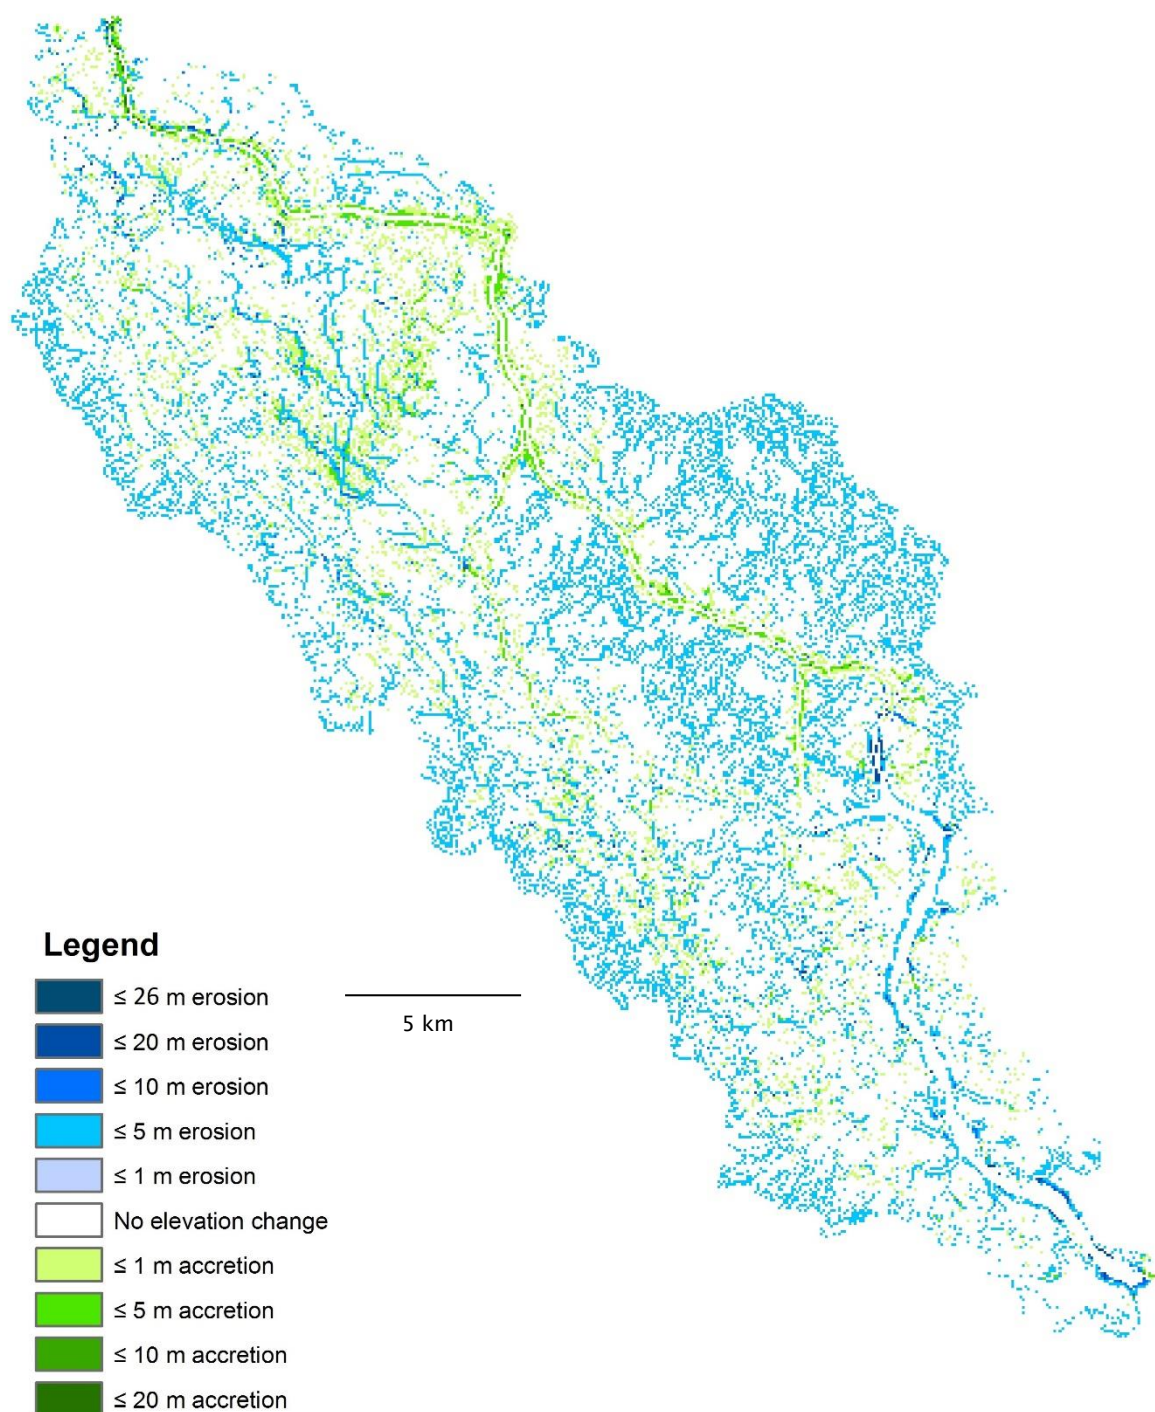 Legend
≤ 26 m erosion
≤ 20 m erosion
≤ 10 m erosion
≤ 5 m erosion
≤ 1 m erosion
No elevation change
≤ 1 m accretion
≤ 5 m accretion
≤ 10 m accretion
≤ 20 m accretion
5 km